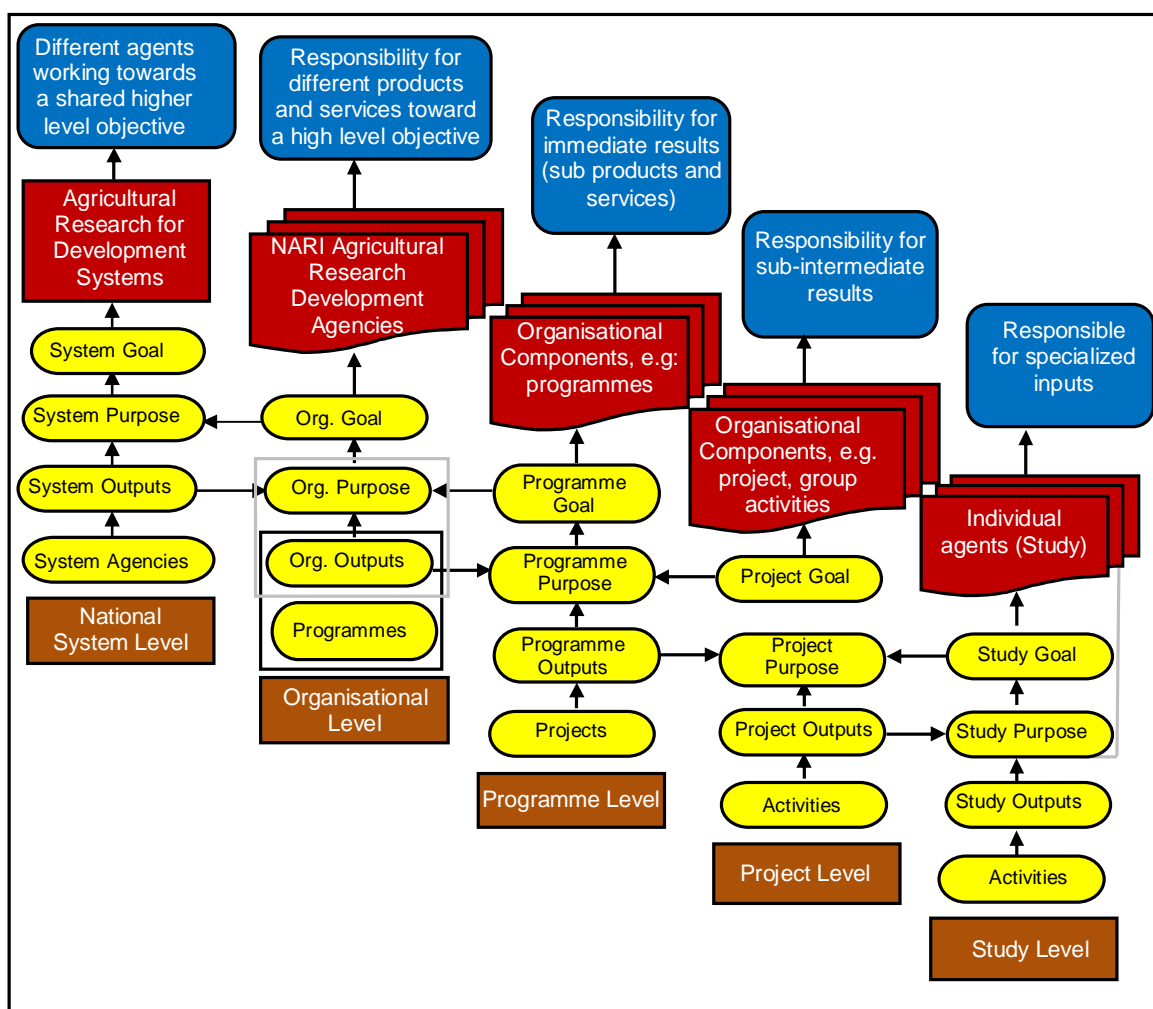 Different agents
working towards
a shared higher
level objective
Agricultural
Research for
Development
Systems
System Goal
System Purpose
System Outputs
System Agencies
National
System Level
Responsibility for
different products
and services toward
a high level objective
NARI Agricultural
Research
Development
Agencies
Org. Goal
Org. Purpose
Org. Outputs
Programmes
Organisational
Level
Responsibility for
immediate results
(sub products and
services)
Organisational
Components, e.g:
programmes
Programme
Goal
Programme
Purpose
Programme
Outputs
Projects
Programme Level
Responsibility for
sub-intermediate
results
Organisational
Components, e.g.
project, group
activities
Project Goal
Project
Purpose
Project Outputs
Activities
Project Level
Responsible
for specialized
inputs
Individual
agents (Study)
Study Goal
Study Purpose
Study Outputs
Activities
Study Level